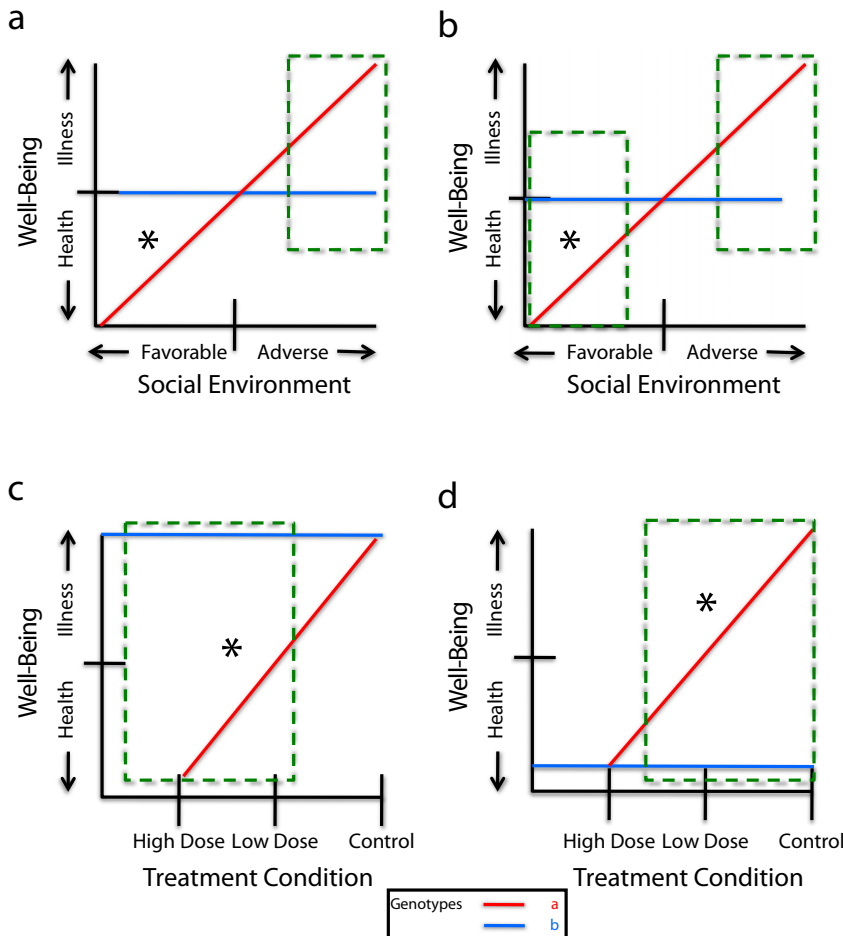 a
Well-Being
Illness
Health
*
Favorable
Adverse
Social Environment
b
Well-Being
Illness
Health
*
Favorable
Adverse
Social Environment
c
Well-Being
Illness
Health
*
High Dose Low Dose Control
Treatment Condition
d
Well-Being
Illness
Health
*
High Dose Low Dose Control
Treatment Condition
Genotypes a
b